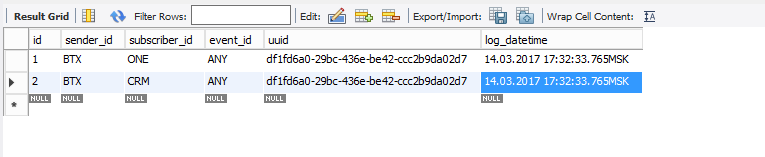 Result Grid Filter Rows: Edit: Export/Import: Wrap Cell Content: IA
id sender_id subscriber_id event_id uuid log_datetime
1 BTX ONE ANY df1fd6a0-29bc-436e-be42-ccc2b9da02d7 14.03.2017 17:32:33.765MSK
2 BTX CRM ANY df1fd6a0-29bc-436e-be42-ccc2b9da02d7 14.03.2017 17:32:33.765MSK
* NULL NULL NULL NULL NULL NULL